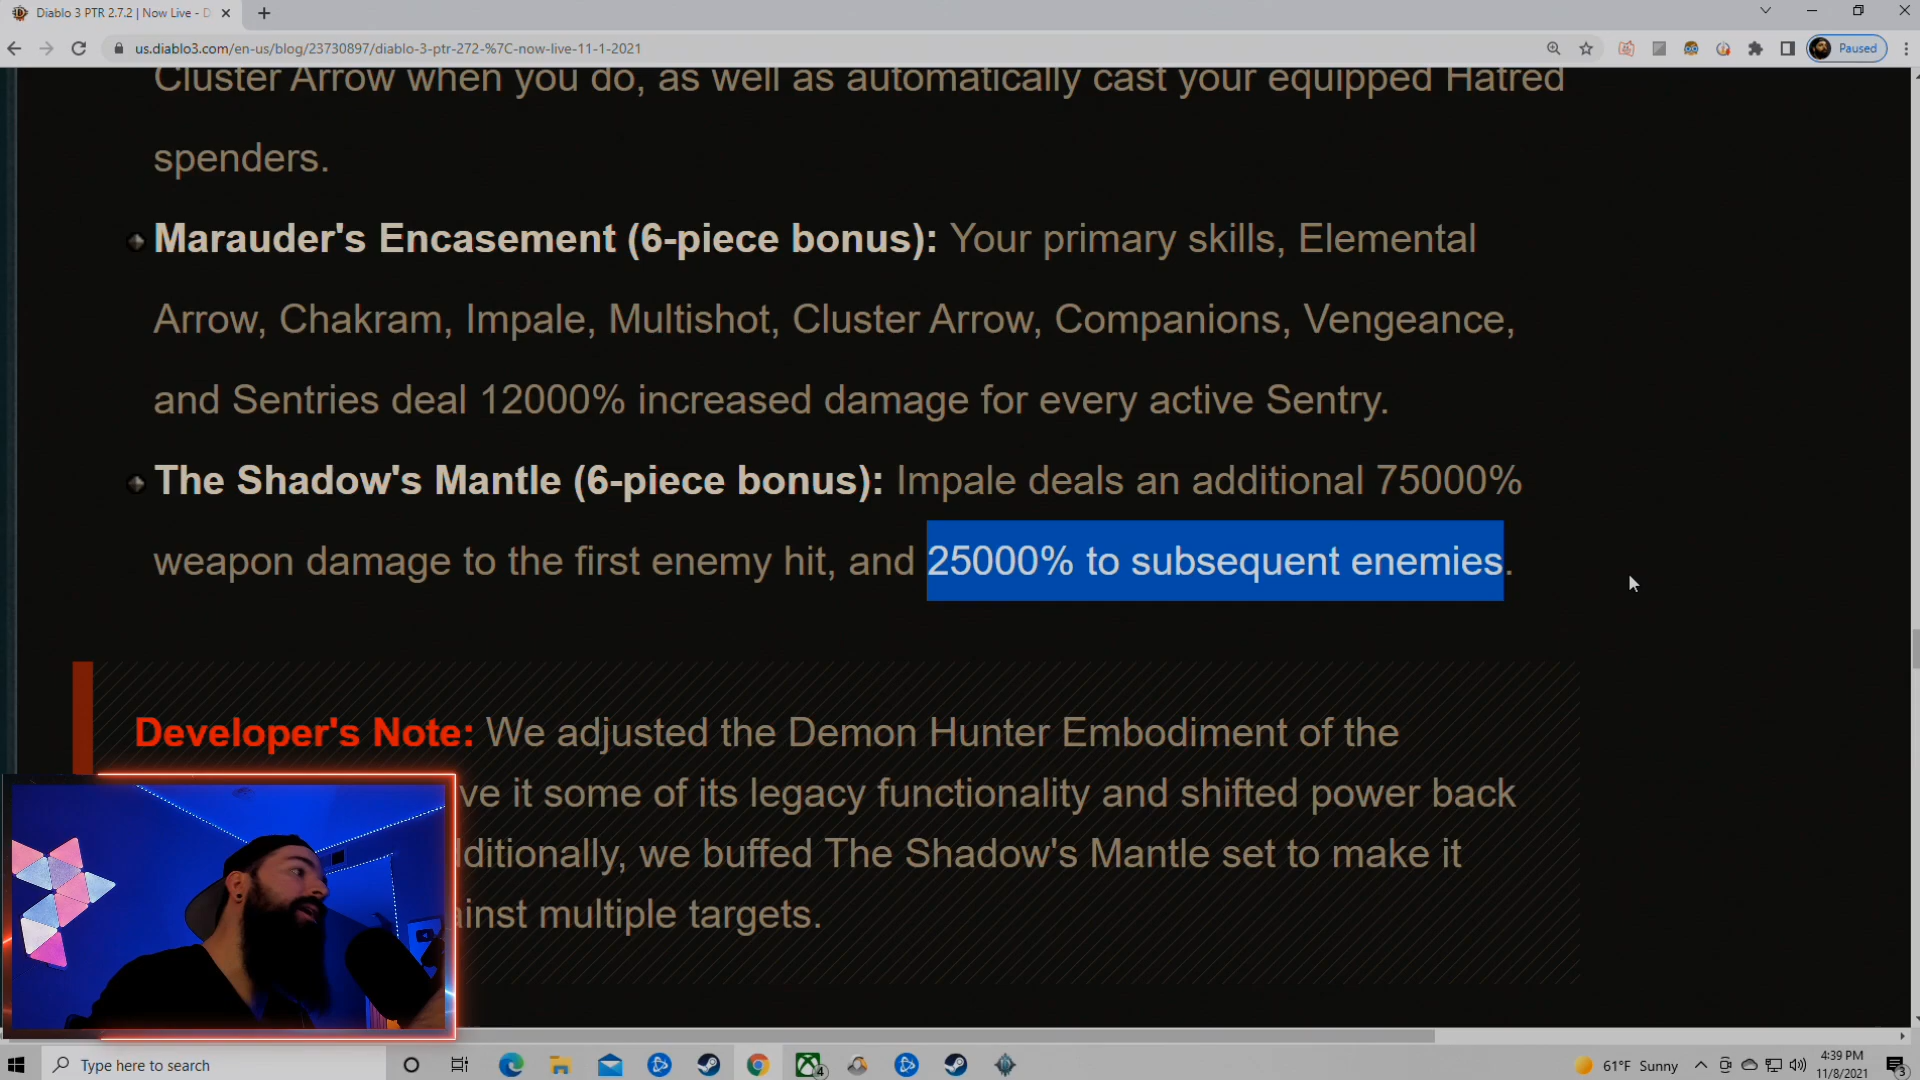 Diablo 3 PTR 2.7.2 | Now Live - D
us.diablo3.com/en-us/blog/23730897/diablo-3-ptr-272-%7C-now-live-11-1-2021
Paused
Cluster Arrow when you do, as well as automatically cast your equipped Hatred
spenders.
Marauder's Encasement (6-piece bonus): Your primary skills, Elemental
Arrow, Chakram, Impale, Multishot, Cluster Arrow, Companions, Vengeance,
and Sentries deal 12000% increased damage for every active Sentry.
The Shadow's Mantle (6-piece bonus): Impale deals an additional 75000%
weapon damage to the first enemy hit, and 25000% to subsequent enemies.
Developer's Note: We adjusted the Demon Hunter Embodiment of the
ve it some of its legacy functionality and shifted power back
ditionally, we buffed The Shadow's Mantle set to make it
ainst multiple targets.
Type here to search
4
61°F Sunny
4:39 PM
11/8/2021
3